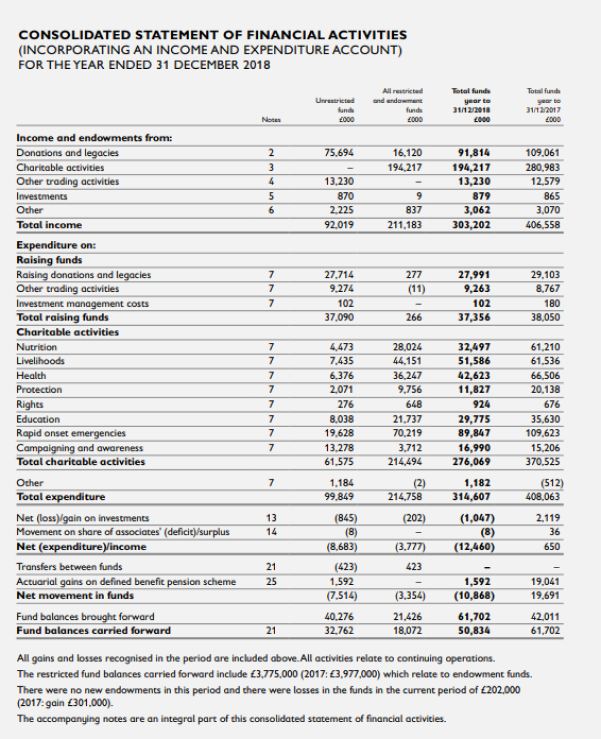 CONSOLIDATED STATEMENT OF FINANCIAL ACTIVITIES
(INCORPORATING AN INCOME AND EXPENDITURE ACCOUNT)
FOR THE YEAR ENDED 31 DECEMBER 2018
All restricted Total funds Total funds
Unrestricted and endowment year to year to
funds funds 31/12/2018 31/12/2017
Notes £000 £000 £000 £000
Income and endowments from:
Donations and legacies 2 75,694 16,120 91,814 109,061
Charitable activities 3 – 194,217 194,217 280,983
Other trading activities 4 13,230 – 13,230 12,579
Investments 5 870 9 879 865
Other 6 2,225 837 3,062 3,070
Total income 92,019 211,183 303,202 406,558
Expenditure on:
Raising funds
Raising donations and legacies 7 27,714 277 27,991 29,103
Other trading activities 7 9,274 (11) 9,263 8,767
Investment management costs 7 102 – 102 180
Total raising funds 37,090 266 37,356 38,050
Charitable activities
Nutrition 7 4,473 28,024 32,497 61,210
Livelihoods 7 7,435 44,151 51,586 61,536
Health 7 6,376 36,247 42,623 66,506
Protection 7 2,071 9,756 11,827 20,138
Rights 7 276 648 924 676
Education 7 8,038 21,737 29,775 35,630
Rapid onset emergencies 7 19,628 70,219 89,847 109,623
Campaigning and awareness 7 13,278 3,712 16,990 15,206
Total charitable activities 61,575 214,494 276,069 370,525
Other 7 1,184 (2) 1,182 (512)
Total expenditure 99,849 214,758 314,607 408,063
Net (loss)/gain on investments 13 (845) (202) (1,047) 2,119
Movement on share of associates' (deficit)/surplus 14 (8) – (8) 36
Net (expenditure)/income (8,683) (3,777) (12,460) 650
Transfers between funds 21 (423) 423 – –
Actuarial gains on defined benefit pension scheme 25 1,592 – 1,592 19,041
Net movement in funds (7,514) (3,354) (10,868) 19,691
Fund balances brought forward 40,276 21,426 61,702 42,011
Fund balances carried forward 21 32,762 18,072 50,834 61,702
All gains and losses recognised in the period are included above. All activities relate to continuing operations.
The restricted fund balances carried forward include £3,775,000 (2017: £3,977,000) which relate to endowment funds.
There were no new endowments in this period and there were losses in the funds in the current period of £202,000
(2017: gain £301,000).
The accompanying notes are an integral part of this consolidated statement of financial activities.